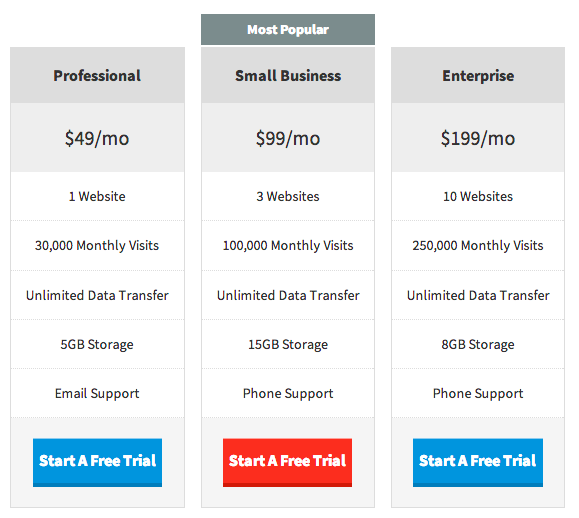 Most Popular
Professional
Small Business
Enterprise
$49/mo
$99/mo
$199/mo
1 Website
3 Websites
10 Websites
30,000 Monthly Visits
100,000 Monthly Visits
250,000 Monthly Visits
Unlimited Data Transfer
Unlimited Data Transfer
Unlimited Data Transfer
5GB Storage
15GB Storage
8GB Storage
Email Support
Phone Support
Phone Support
Start A Free Trial
Start A Free Trial
Start A Free Trial